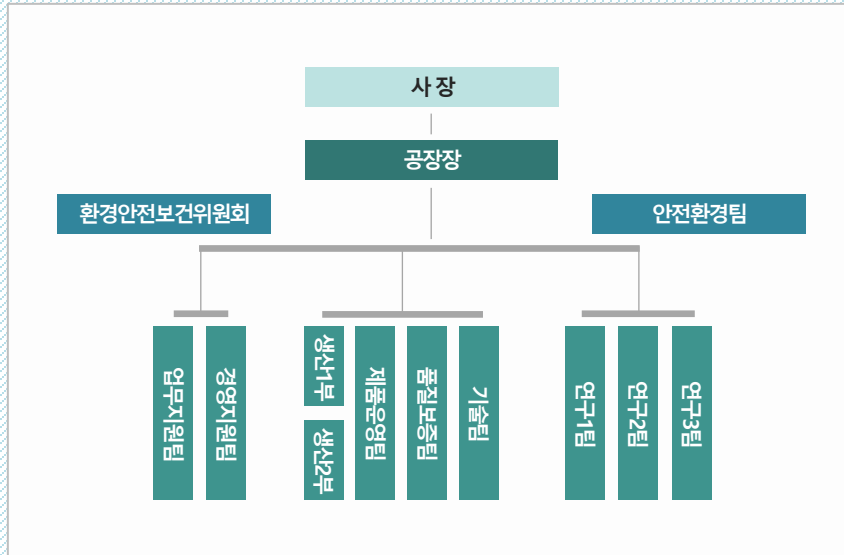 사 장
공장장
환경안전보건위원회
안전환경팀
업무지원팀
경영지원팀
생산1부
생산2부
제품운영팀
품질보증팀
기술팀
연구1팀
연구2팀
연구3팀